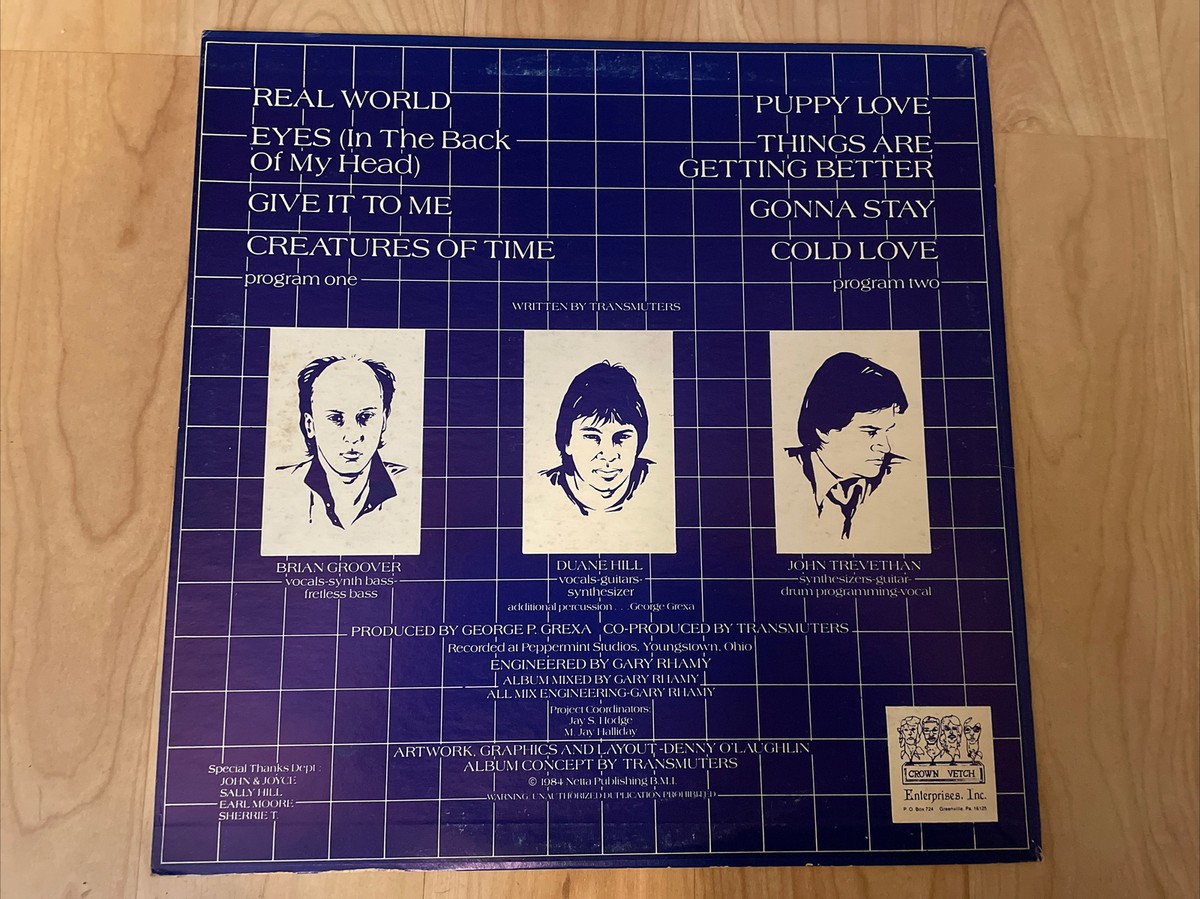 REAL WORLD
EYES (In The Back
Of My Head)
GIVE IT TO ME
CREATURES OF TIME
program one
PUPPY LOVE
THINGS ARE
GETTING BETTER
GONNA STAY
COLD LOVE
program two
WRITTEN BY TRANSMUTERS
BRIAN GROOVER
vocals-synth bass-
fretless bass
DUANE HILL
vocals-guitars-
synthesizer
JOHN TREVETHAN
synthesizers-guitar-
drum programming-vocal
additional percussion . . . George Grexa
PRODUCED BY GEORGE P. GREXA CO-PRODUCED BY TRANSMUTERS
Recorded at Peppermint Studios, Youngstown, Ohio
ENGINEERED BY GARY RHAMY
ALBUM MIXED BY GARY RHAMY
ALL MIX ENGINEERING-GARY RHAMY
Project Coordinators:
Jay S. Hodge
M. Jay Halliday
ARTWORK, GRAPHICS AND LAYOUT-DENNY O'LAUGHLIN
ALBUM CONCEPT BY TRANSMUTERS
© 1984 Netta Publishing B.M.I.
WARNING: UNAUTHORIZED DUPLICATION PROHIBITED
Special Thanks Dept.:
JOHN & JOYCE
SALLY HILL
EARL MOORE
SHERRIE T.
CROWN VETCH
Enterprises, Inc.
P. O. Box 724 Greenville, Pa. 16125